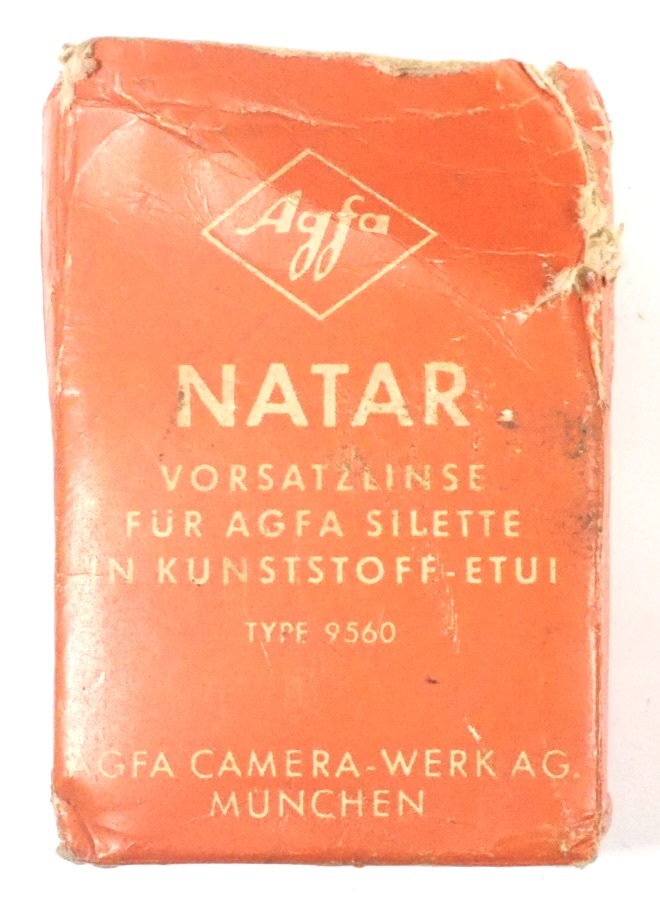 Agfa
NATAR
VORSATZLINSE
FÜR AGFA SILETTE
IN KUNSTSTOFF-ETUI
TYPE 9560
AGFA CAMERA-WERK AG.
MÜNCHEN